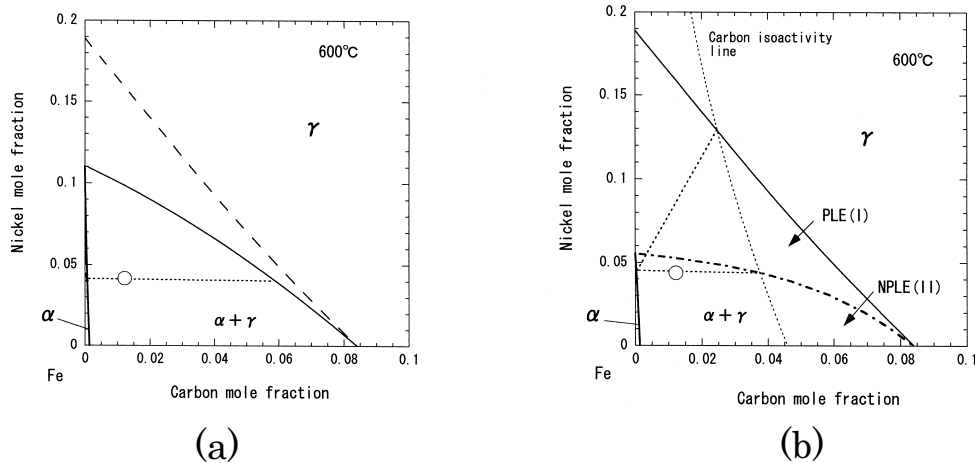 0.2
0.15
0.1
0.05
0
600℃
γ
α+γ
α
0 0.02 0.04 0.06 0.08 0.1
Fe
Carbon mole fraction
Nickel mole fraction
(a)
0.2
0.15
0.1
0.05
0
Carbon isoactivity
line
600℃
γ
PLE(I)
NPLE(II)
α+γ
α
0 0.02 0.04 0.06 0.08 0.1
Fe
Carbon mole fraction
Nickel mole fraction
(b)